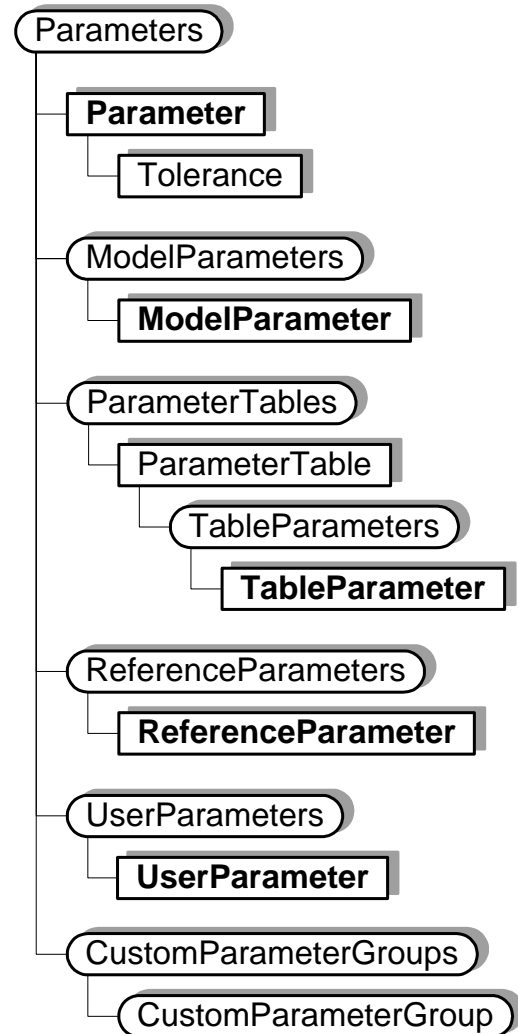 Parameters
Parameter
Tolerance
ModelParameters
ModelParameter
ParameterTables
ParameterTable
TableParameters
TableParameter
ReferenceParameters
ReferenceParameter
UserParameters
UserParameter
CustomParameterGroups
CustomParameterGroup